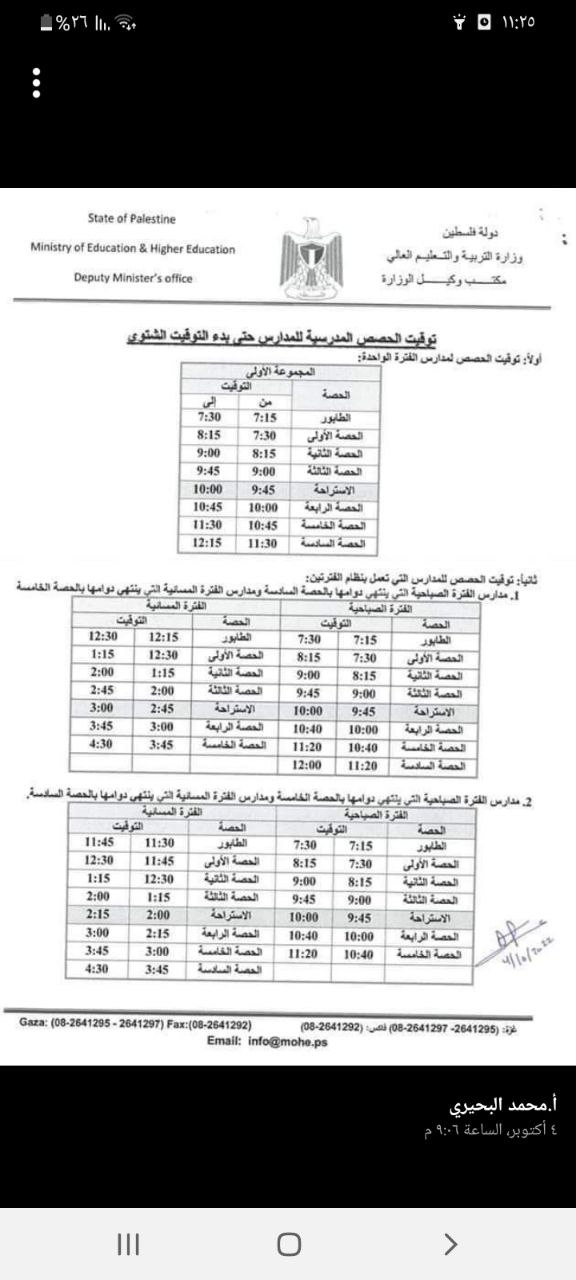 ١١:٢٥
%٢٦
State of Palestine
Ministry of Education & Higher Education
Deputy Minister's office
دولة فلسطين
وزارة التربية والتعليم العالي
مكتب وكيل الوزارة
توقيت الحصص المدرسية للمدارس حتى بدء التوقيت الشتوي
أولاً: توقيت الحصص لمدارس الفترة الواحدة:
المجموعة الأولى
الحصة التوقيت
من إلى
الطابور 7:15 7:30
الحصة الأولى 7:30 8:15
الحصة الثانية 8:15 9:00
الحصة الثالثة 9:00 9:45
الاستراحة 9:45 10:00
الحصة الرابعة 10:00 10:45
الحصة الخامسة 10:45 11:30
الحصة السادسة 11:30 12:15
ثانياً: توقيت الحصص للمدارس التي تعمل بنظام الفترتين:
1. مدارس الفترة الصباحية التي ينتهي دوامها بالحصة السادسة ومدارس الفترة المسائية التي ينتهي دوامها بالحصة الخامسة
الفترة الصباحية الفترة المسائية
الحصة التوقيت الحصة التوقيت
الطابور 7:15 7:30 الطابور 12:15 12:30
الحصة الأولى 7:30 8:15 الحصة الأولى 12:30 1:15
الحصة الثانية 8:15 9:00 الحصة الثانية 1:15 2:00
الحصة الثالثة 9:00 9:45 الحصة الثالثة 2:00 2:45
الاستراحة 9:45 10:00 الاستراحة 2:45 3:00
الحصة الرابعة 10:00 10:40 الحصة الرابعة 3:00 3:45
الحصة الخامسة 10:40 11:20 الحصة الخامسة 3:45 4:30
الحصة السادسة 11:20 12:00
2. مدارس الفترة الصباحية التي ينتهي دوامها بالحصة الخامسة ومدارس الفترة المسائية التي ينتهي دوامها بالحصة السادسة.
الفترة الصباحية الفترة المسائية
الحصة التوقيت الحصة التوقيت
الطابور 7:15 7:30 الطابور 11:30 11:45
الحصة الأولى 7:30 8:15 الحصة الأولى 11:45 12:30
الحصة الثانية 8:15 9:00 الحصة الثانية 12:30 1:15
الحصة الثالثة 9:00 9:45 الحصة الثالثة 1:15 2:00
الاستراحة 9:45 10:00 الاستراحة 2:00 2:15
الحصة الرابعة 10:00 10:40 الحصة الرابعة 2:15 3:00
الحصة الخامسة 10:40 11:20 الحصة الخامسة 3:00 3:45
الحصة السادسة 3:45 4:30
4/10/2022
Gaza: (08-2641295 - 2641297) Fax:(08-2641292)
غزة: (08-2641297 -2641295) فاكس: (08-2641292)
Email: info@mohe.ps
أ.محمد البحيري
٤ أكتوبر، الساعة ٩:٠٦ م